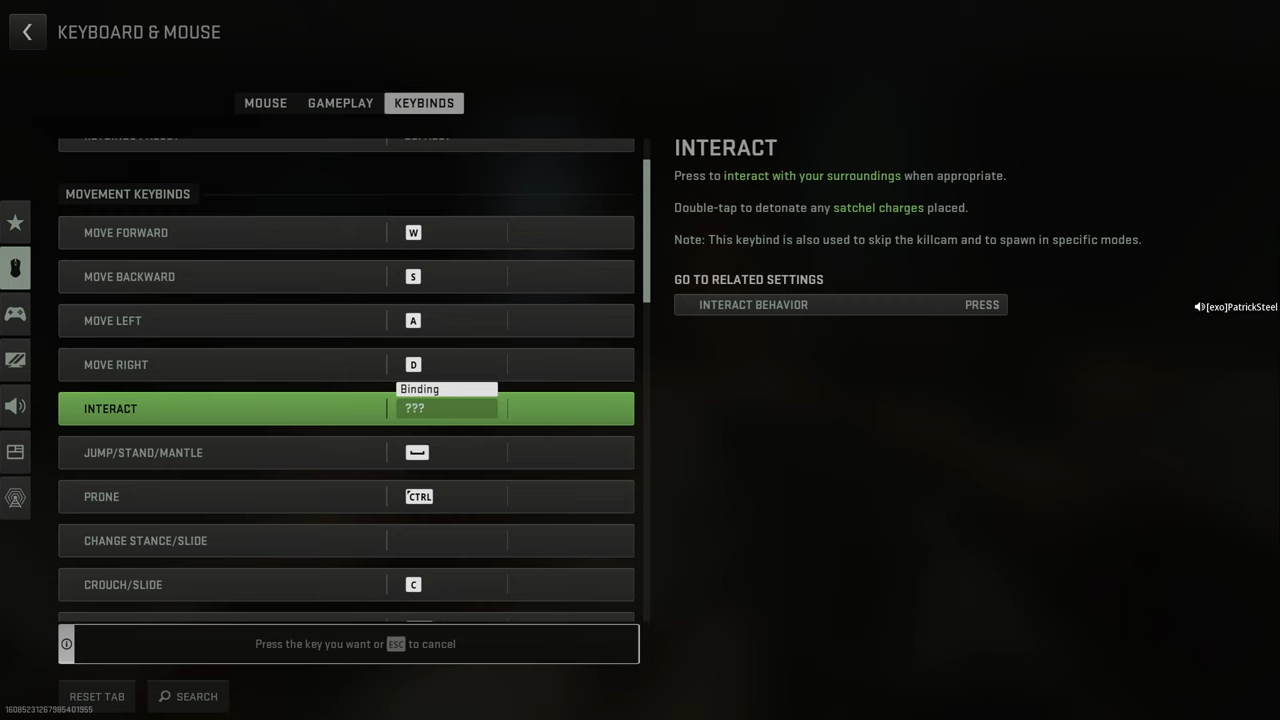 KEYBOARD & MOUSE
MOUSE GAMEPLAY KEYBINDS
MOVEMENT KEYBINDS
MOVE FORWARD W
MOVE BACKWARD S
MOVE LEFT A
MOVE RIGHT D
Binding
INTERACT ???
JUMP/STAND/MANTLE
PRONE CTRL
CHANGE STANCE/SLIDE
CROUCH/SLIDE C
Press the key you want or ESC to cancel
RESET TAB SEARCH
16085231267985401955
INTERACT
Press to interact with your surroundings when appropriate.
Double-tap to detonate any satchel charges placed.
Note: This keybind is also used to skip the killcam and to spawn in specific modes.
GO TO RELATED SETTINGS
INTERACT BEHAVIOR PRESS
[exo]PatrickSteel